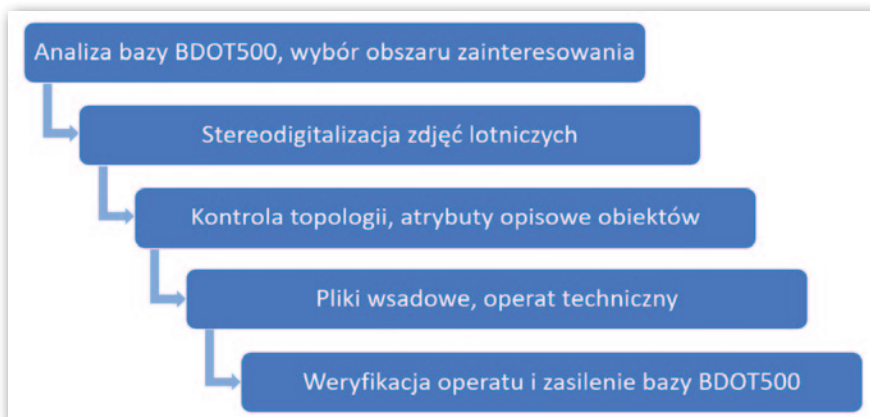 Analiza bazy BDOT500, wybór obszaru zainteresowania
Stereodigitalizacja zdjęć lotniczych
Kontrola topologii, atrybuty opisowe obiektów
Pliki wsadowe, operat techniczny
Weryfikacja operatu i zasilenie bazy BDOT500